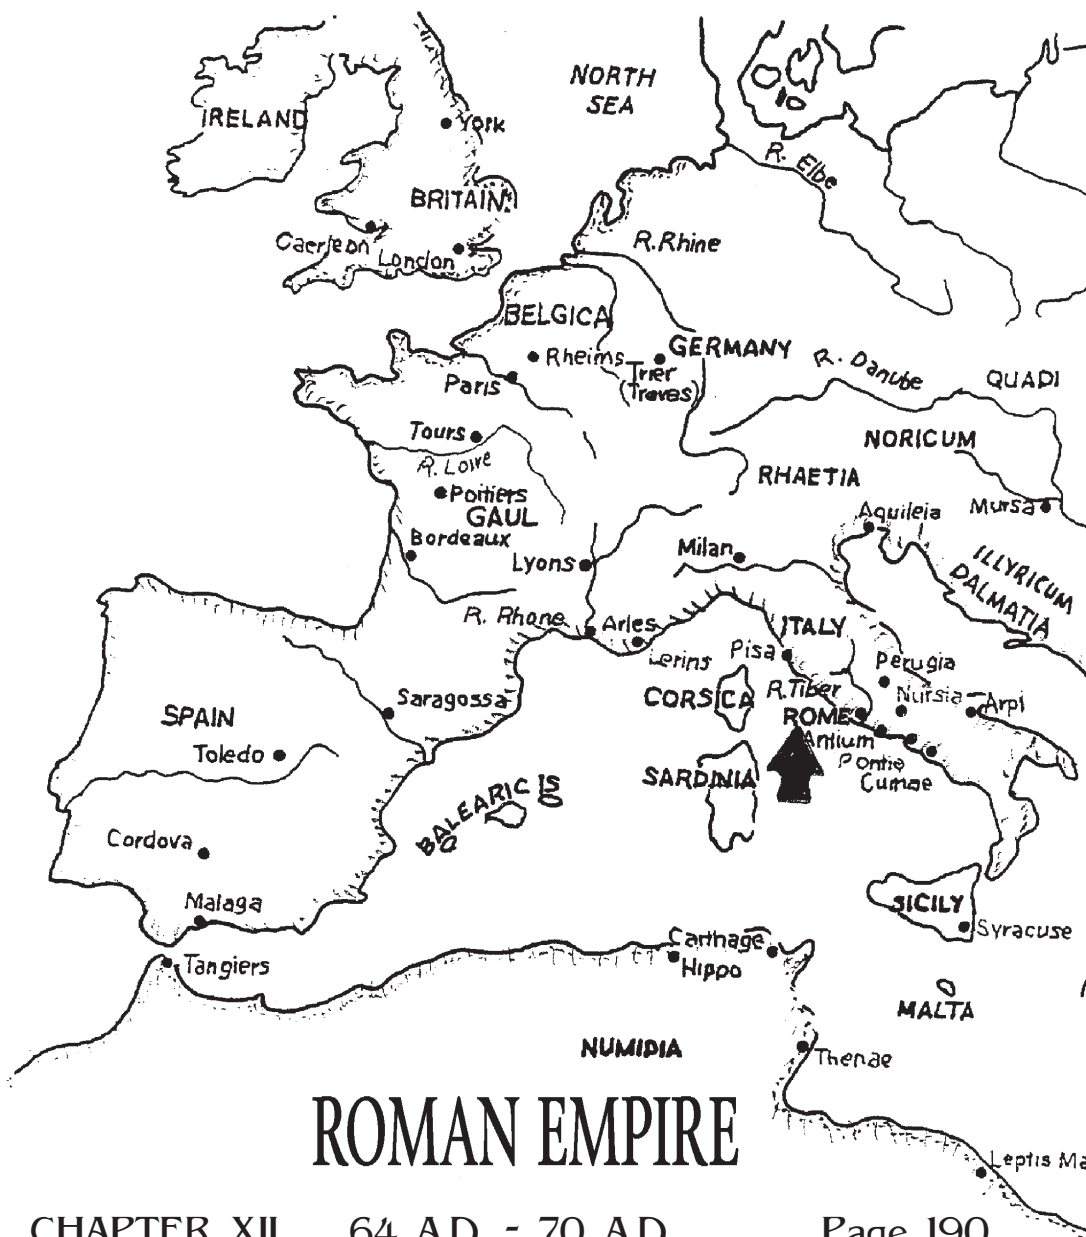 NORTH
SEA
IRELAND
York
R. Elbe
BRITAIN
R. Rhine
Caerleon
London
BELGICA
Rheims
GERMANY
Trier
(Traves)
R. Danube
QUADI
Paris
Tours
NORICUM
R. Loire
RHAETIA
Poitiers
GAUL
Aquileia
Mursa
Bordeaux
Lyons
Milan
ILLYRICUM
DALMATIA
R. Rhone
Arles
ITALY
Lerins
Pisa
Perugia
CORSICA
R. Tiber
Nursia
Arpi
Saragossa
SPAIN
ROME
Antium
Toledo
Pontie
Cumae
SARDINIA
BALEARIC IS
Cordova
Malaga
SICILY
Syracuse
Carthage
Tangiers
Hippo
MALTA
NUMIDIA
Thenae
ROMAN EMPIRE
Leptis Ma
CHAPTER XII 64 A.D. - 70 A.D. Page 190